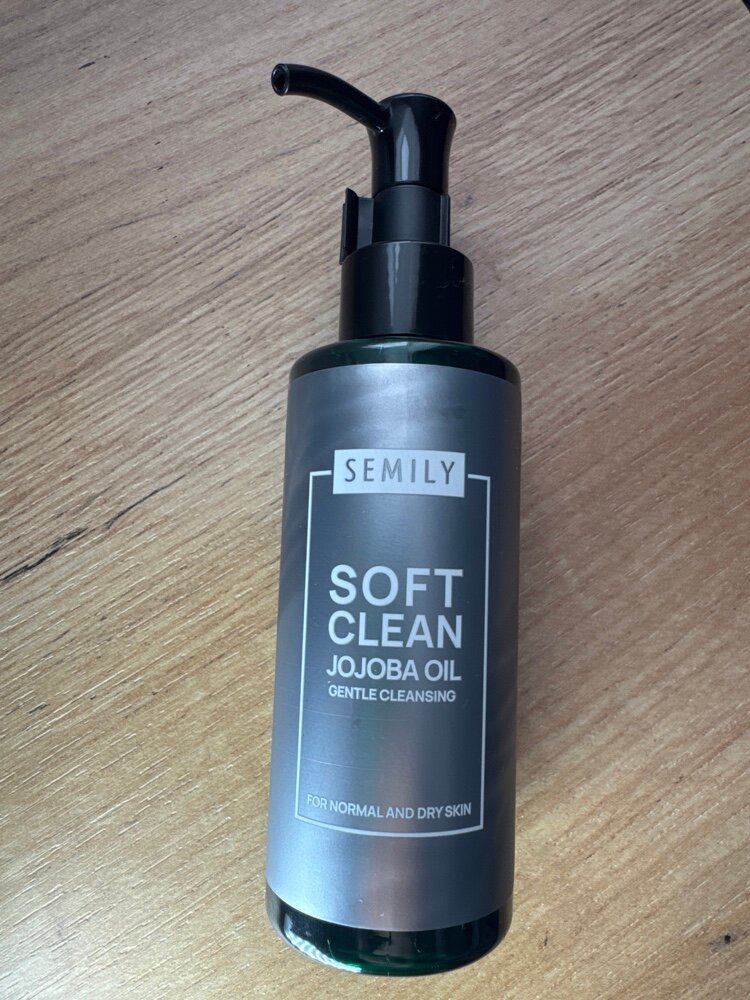 SEMILY
SOFT
CLEAN
JOJOBA OIL
GENTLE CLEANSING
FOR NORMAL AND DRY SKIN